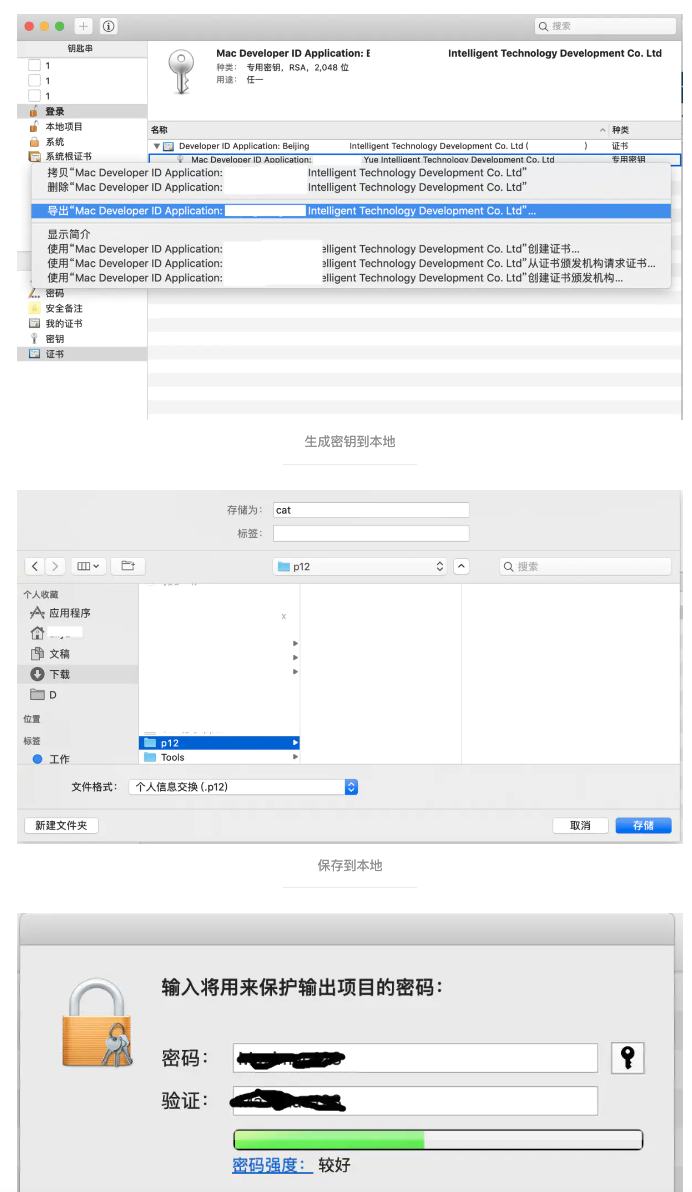 搜索
钥匙串
Mac Developer ID Application: Intelligent Technology Development Co. Ltd
种类: 专用密钥, RSA, 2,048 位
用途: 任一
1
1
1
登录
本地项目
系统
系统根证书
名称 种类
Developer ID Application: Beijing Intelligent Technology Development Co. Ltd ( ) 证书
Mac Developer ID Application: Yue Intelligent Technology Development Co. Ltd 专用密钥
拷贝“Mac Developer ID Application: Intelligent Technology Development Co. Ltd”
删除“Mac Developer ID Application: Intelligent Technology Development Co. Ltd”
导出“Mac Developer ID Application: Intelligent Technology Development Co. Ltd”...
显示简介
使用“Mac Developer ID Application: elligent Technology Development Co. Ltd”创建证书...
使用“Mac Developer ID Application: elligent Technology Development Co. Ltd”从证书颁发机构请求证书...
使用“Mac Developer ID Application: elligent Technology Development Co. Ltd”创建证书颁发机构...
密码
安全备注
我的证书
密钥
证书
生成密钥到本地
存储为: cat
标签:
p12
搜索
个人收藏
应用程序
x
文稿
下载
D
位置
标签
p12
工作
Tools
文件格式: 个人信息交换 (.p12)
新建文件夹 取消 存储
保存到本地
输入将用来保护输出项目的密码:
密码:
验证:
密码强度: 较好